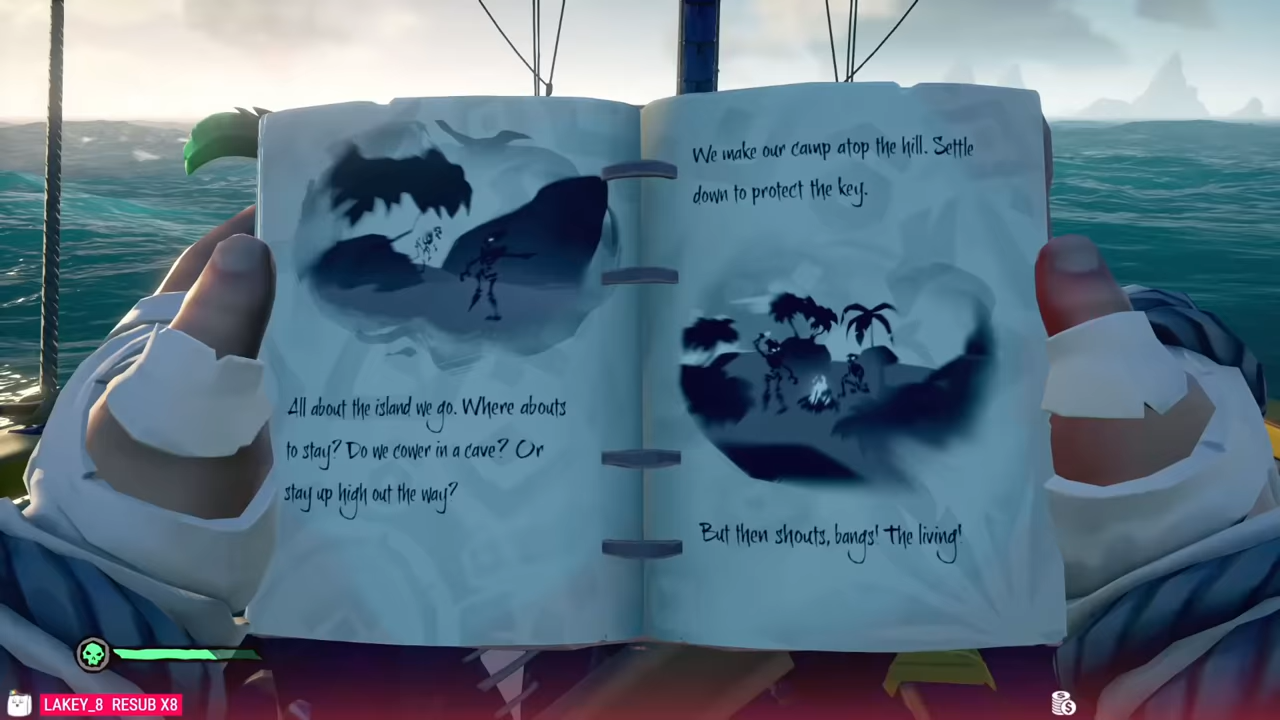 All about the island we go. Where abouts
to stay? Do we cower in a cave? Or
stay up high out the way?
We make our camp atop the hill. Settle
down to protect the key.
But then shouts, bangs! The living!
LAKEY_8 RESUB X8